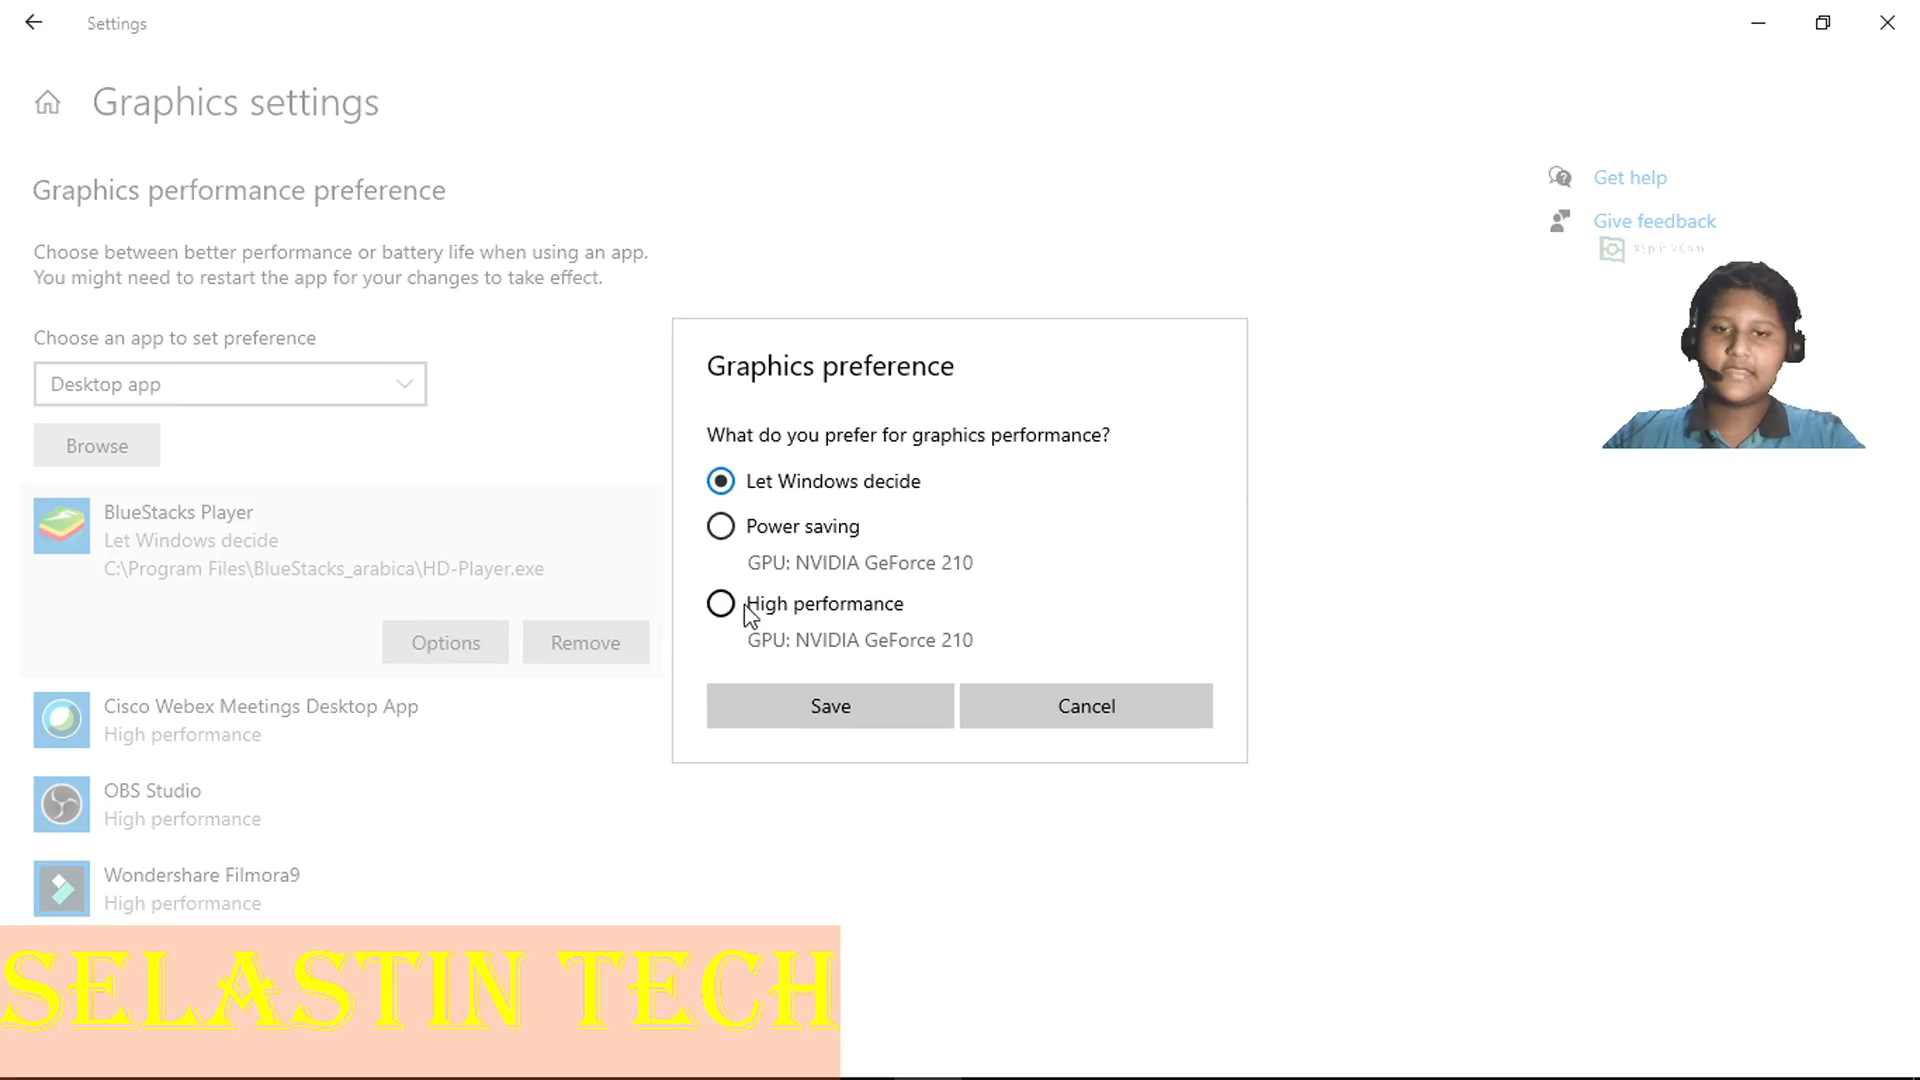 Settings
Graphics settings
Graphics performance preference
Choose between better performance or battery life when using an app.
You might need to restart the app for your changes to take effect.
Choose an app to set preference
Desktop app
Browse
BlueStacks Player
Let Windows decide
C:\Program Files\BlueStacks_arabica\HD-Player.exe
Options
Remove
Cisco Webex Meetings Desktop App
High performance
OBS Studio
High performance
Wondershare Filmora9
High performance
Graphics preference
What do you prefer for graphics performance?
Let Windows decide
Power saving
GPU: NVIDIA GeForce 210
High performance
GPU: NVIDIA GeForce 210
Save
Cancel
Get help
Give feedback
SELASTIN TECH